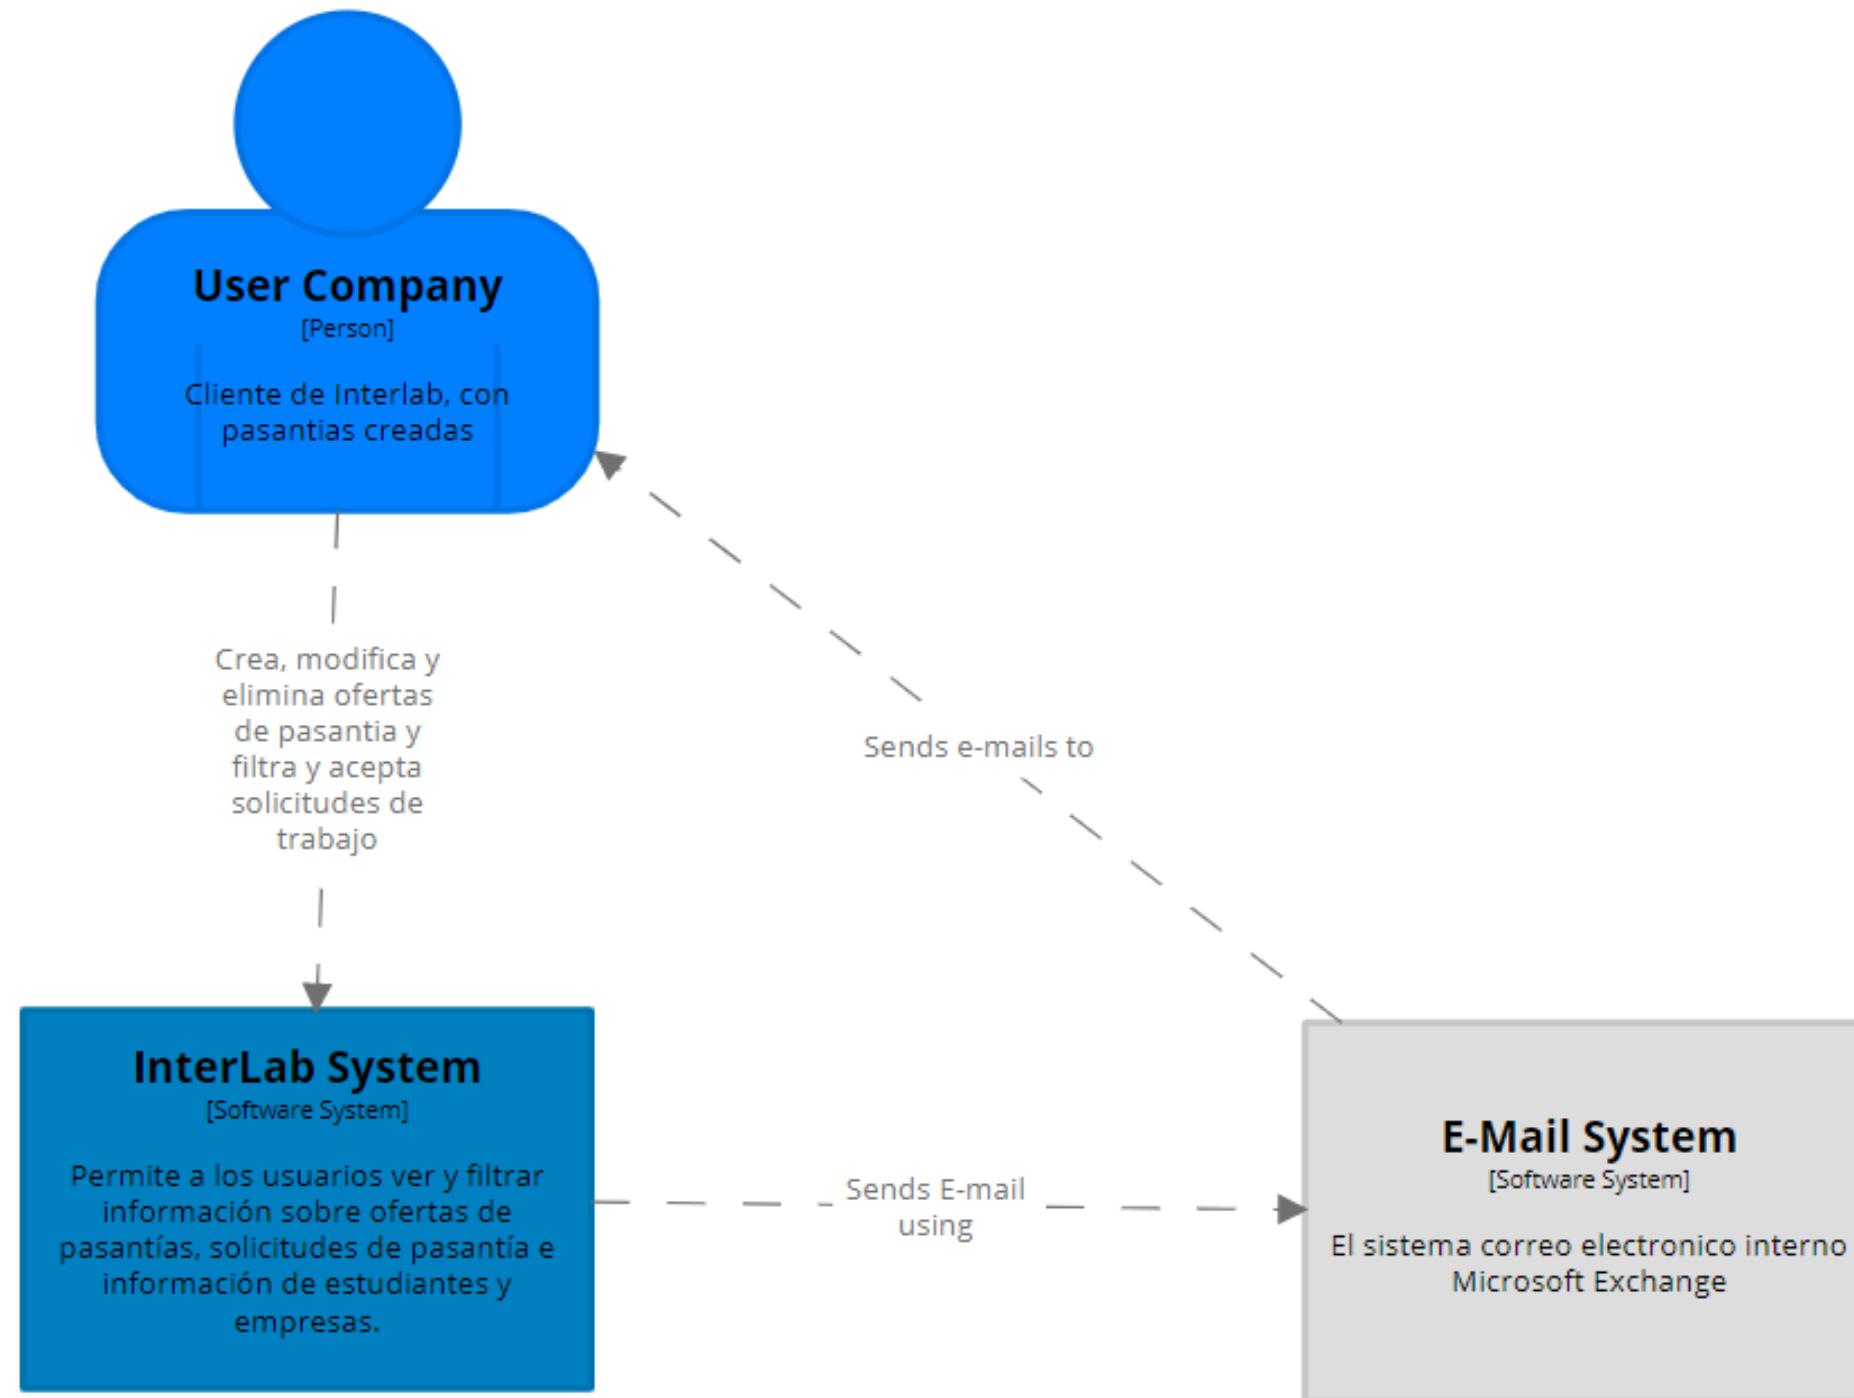 User Company
[Person]
Cliente de Interlab, con
pasantias creadas
Crea, modifica y
elimina ofertas
de pasantia y
filtra y acepta
solicitudes de
trabajo
Sends e-mails to
InterLab System
[Software System]
Permite a los usuarios ver y filtrar
información sobre ofertas de
pasantías, solicitudes de pasantía e
información de estudiantes y
empresas.
Sends E-mail
using
E-Mail System
[Software System]
El sistema correo electronico interno
Microsoft Exchange